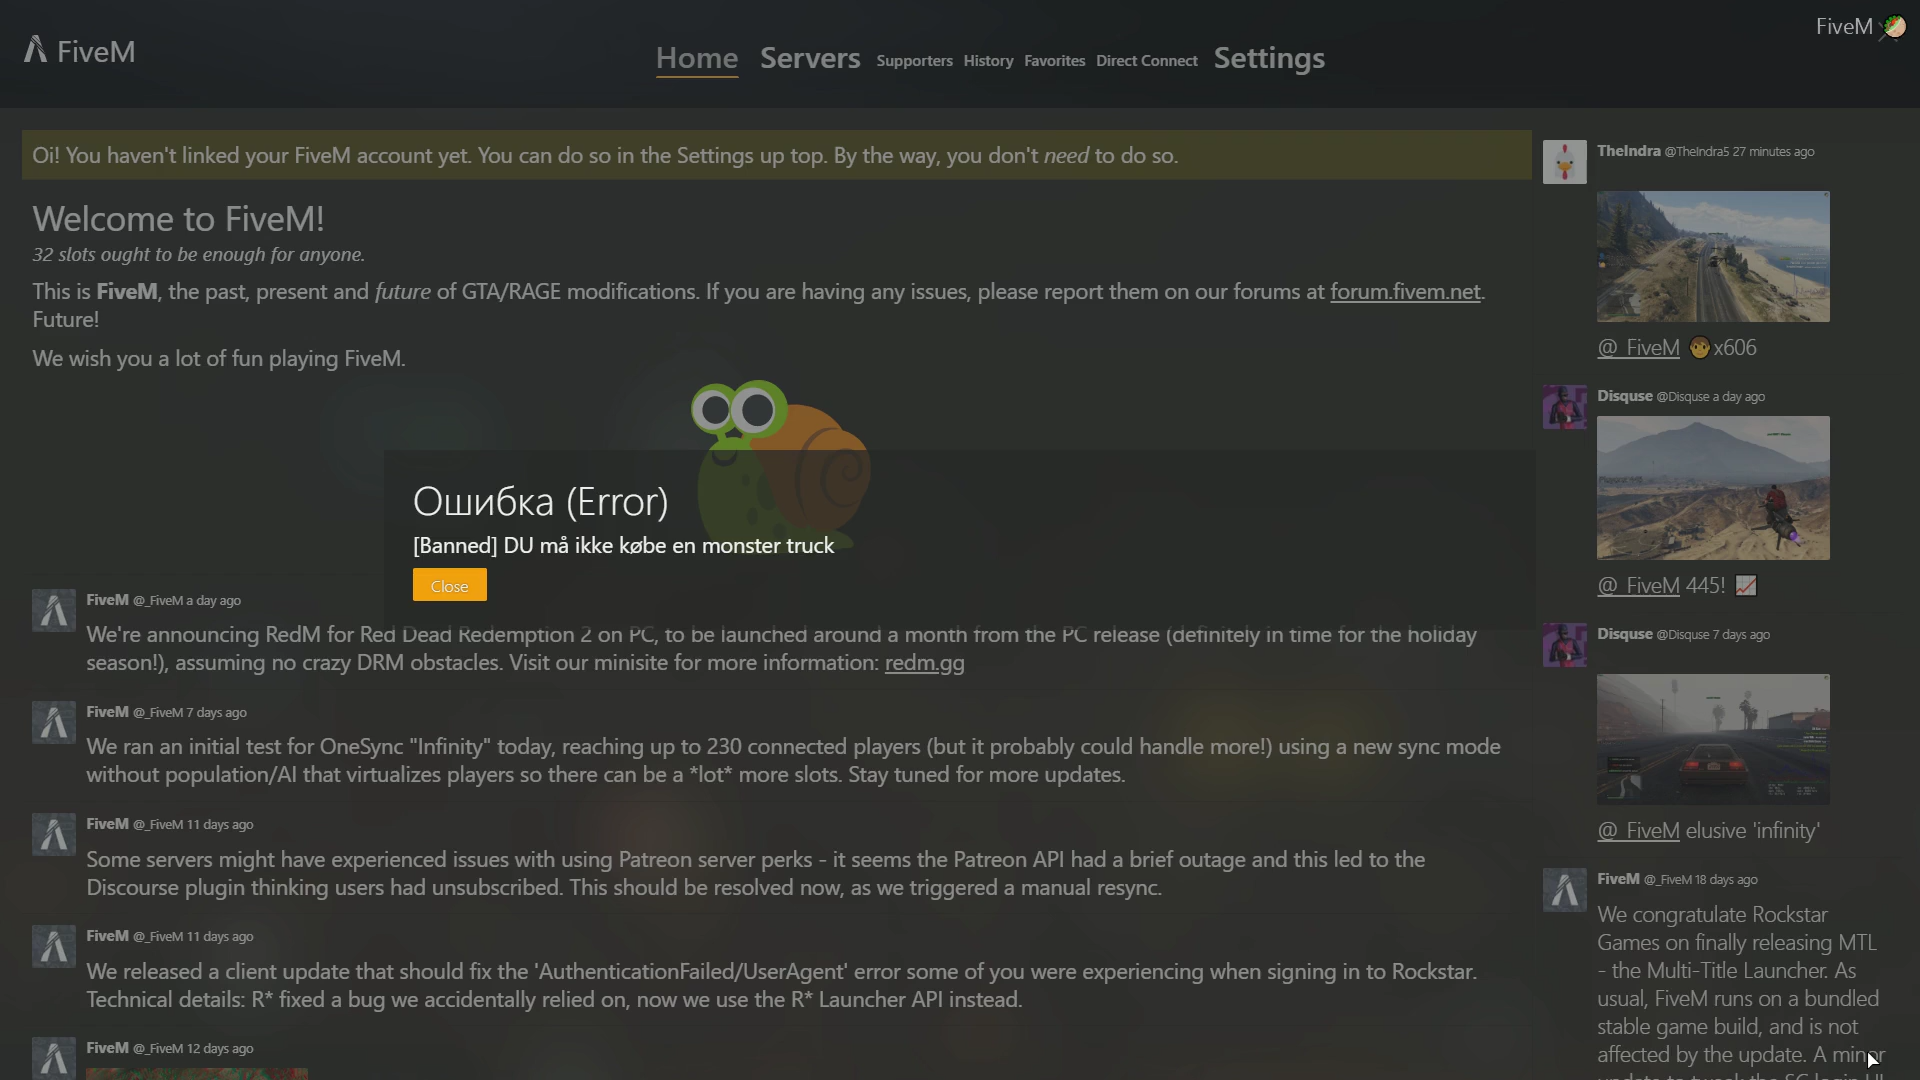 FiveM
Home Servers Supporters History Favorites Direct Connect Settings
FiveM
Oi! You haven't linked your FiveM account yet. You can do so in the Settings up top. By the way, you don't need to do so.
Welcome to FiveM!
32 slots ought to be enough for anyone.
This is FiveM, the past, present and future of GTA/RAGE modifications. If you are having any issues, please report them on our forums at forum.fivem.net.
Future!
We wish you a lot of fun playing FiveM.
Ошибка (Error)
[Banned] DU må ikke købe en monster truck
Close
FiveM @_FiveM a day ago
We're announcing RedM for Red Dead Redemption 2 on PC, to be launched around a month from the PC release (definitely in time for the holiday
season!), assuming no crazy DRM obstacles. Visit our minisite for more information: redm.gg
FiveM @_FiveM 7 days ago
We ran an initial test for OneSync "Infinity" today, reaching up to 230 connected players (but it probably could handle more!) using a new sync mode
without population/AI that virtualizes players so there can be a *lot* more slots. Stay tuned for more updates.
FiveM @_FiveM 11 days ago
Some servers might have experienced issues with using Patreon server perks - it seems the Patreon API had a brief outage and this led to the
Discourse plugin thinking users had unsubscribed. This should be resolved now, as we triggered a manual resync.
FiveM @_FiveM 11 days ago
We released a client update that should fix the 'AuthenticationFailed/UserAgent' error some of you were experiencing when signing in to Rockstar.
Technical details: R* fixed a bug we accidentally relied on, now we use the R* Launcher API instead.
FiveM @_FiveM 12 days ago
TheIndra @TheIndra5 27 minutes ago
@_FiveM 👨x606
Disquse @Disquse a day ago
@_FiveM 445! 📈
Disquse @Disquse 7 days ago
@_FiveM elusive 'infinity'
FiveM @_FiveM 18 days ago
We congratulate Rockstar
Games on finally releasing MTL
- the Multi-Title Launcher. As
usual, FiveM runs on a bundled
stable game build, and is not
affected by the update. A minor